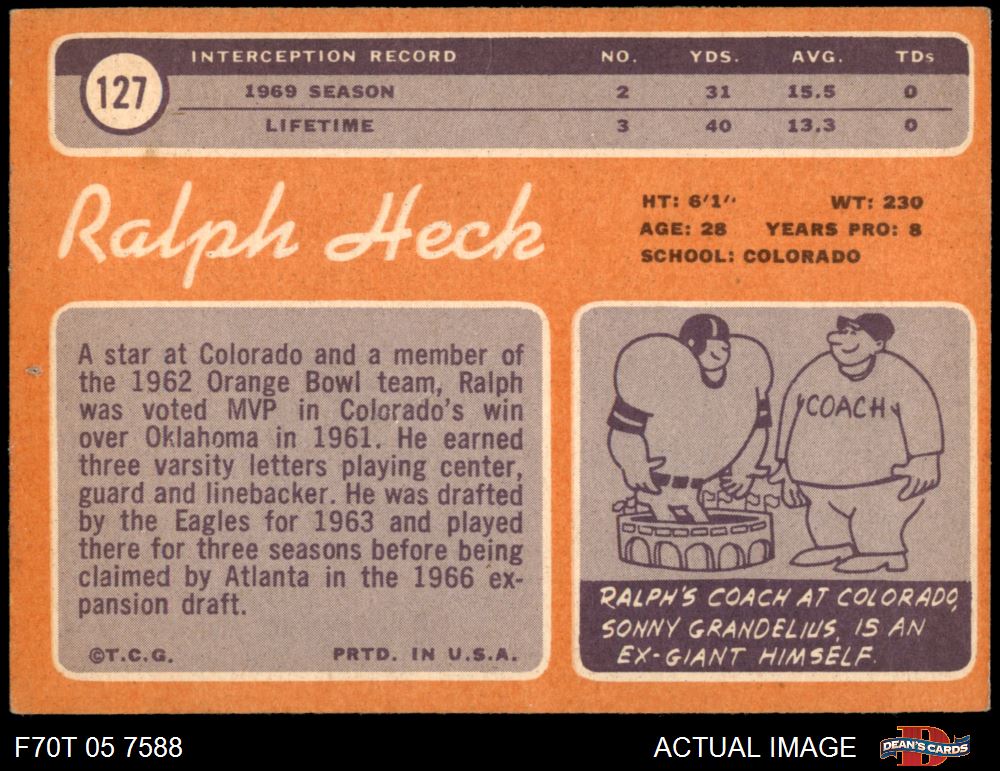 127
INTERCEPTION RECORD NO. YDS. AVG. TDs
1969 SEASON 2 31 15.5 0
LIFETIME 3 40 13.3 0
Ralph Heck
HT: 6'1" WT: 230
AGE: 28 YEARS PRO: 8
SCHOOL: COLORADO
A star at Colorado and a member of
the 1962 Orange Bowl team, Ralph
was voted MVP in Colorado's win
over Oklahoma in 1961. He earned
three varsity letters playing center,
guard and linebacker. He was drafted
by the Eagles for 1963 and played
there for three seasons before being
claimed by Atlanta in the 1966 ex-
pansion draft.
©T.C.G. PRTD. IN U.S.A.
COACH
RALPH'S COACH AT COLORADO,
SONNY GRANDELIUS, IS AN
EX-GIANT HIMSELF.
F70T 05 7588 ACTUAL IMAGE DEAN'S CARDS